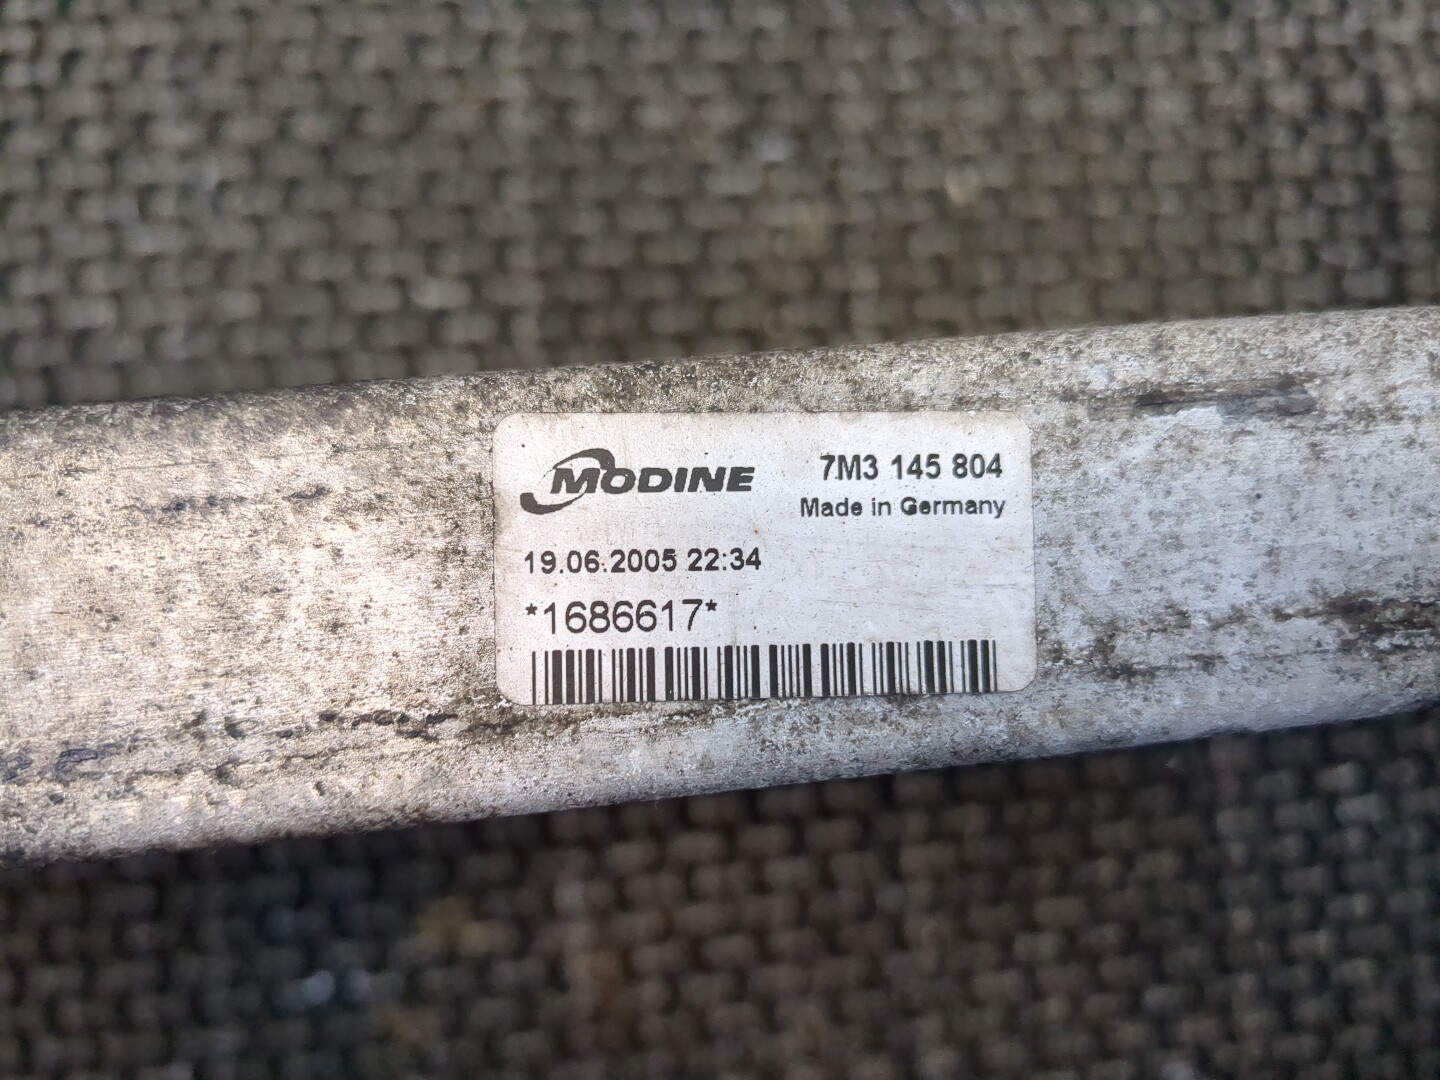 MODINE
7M3 145 804
Made in Germany
19.06.2005 22:34
*1686617*